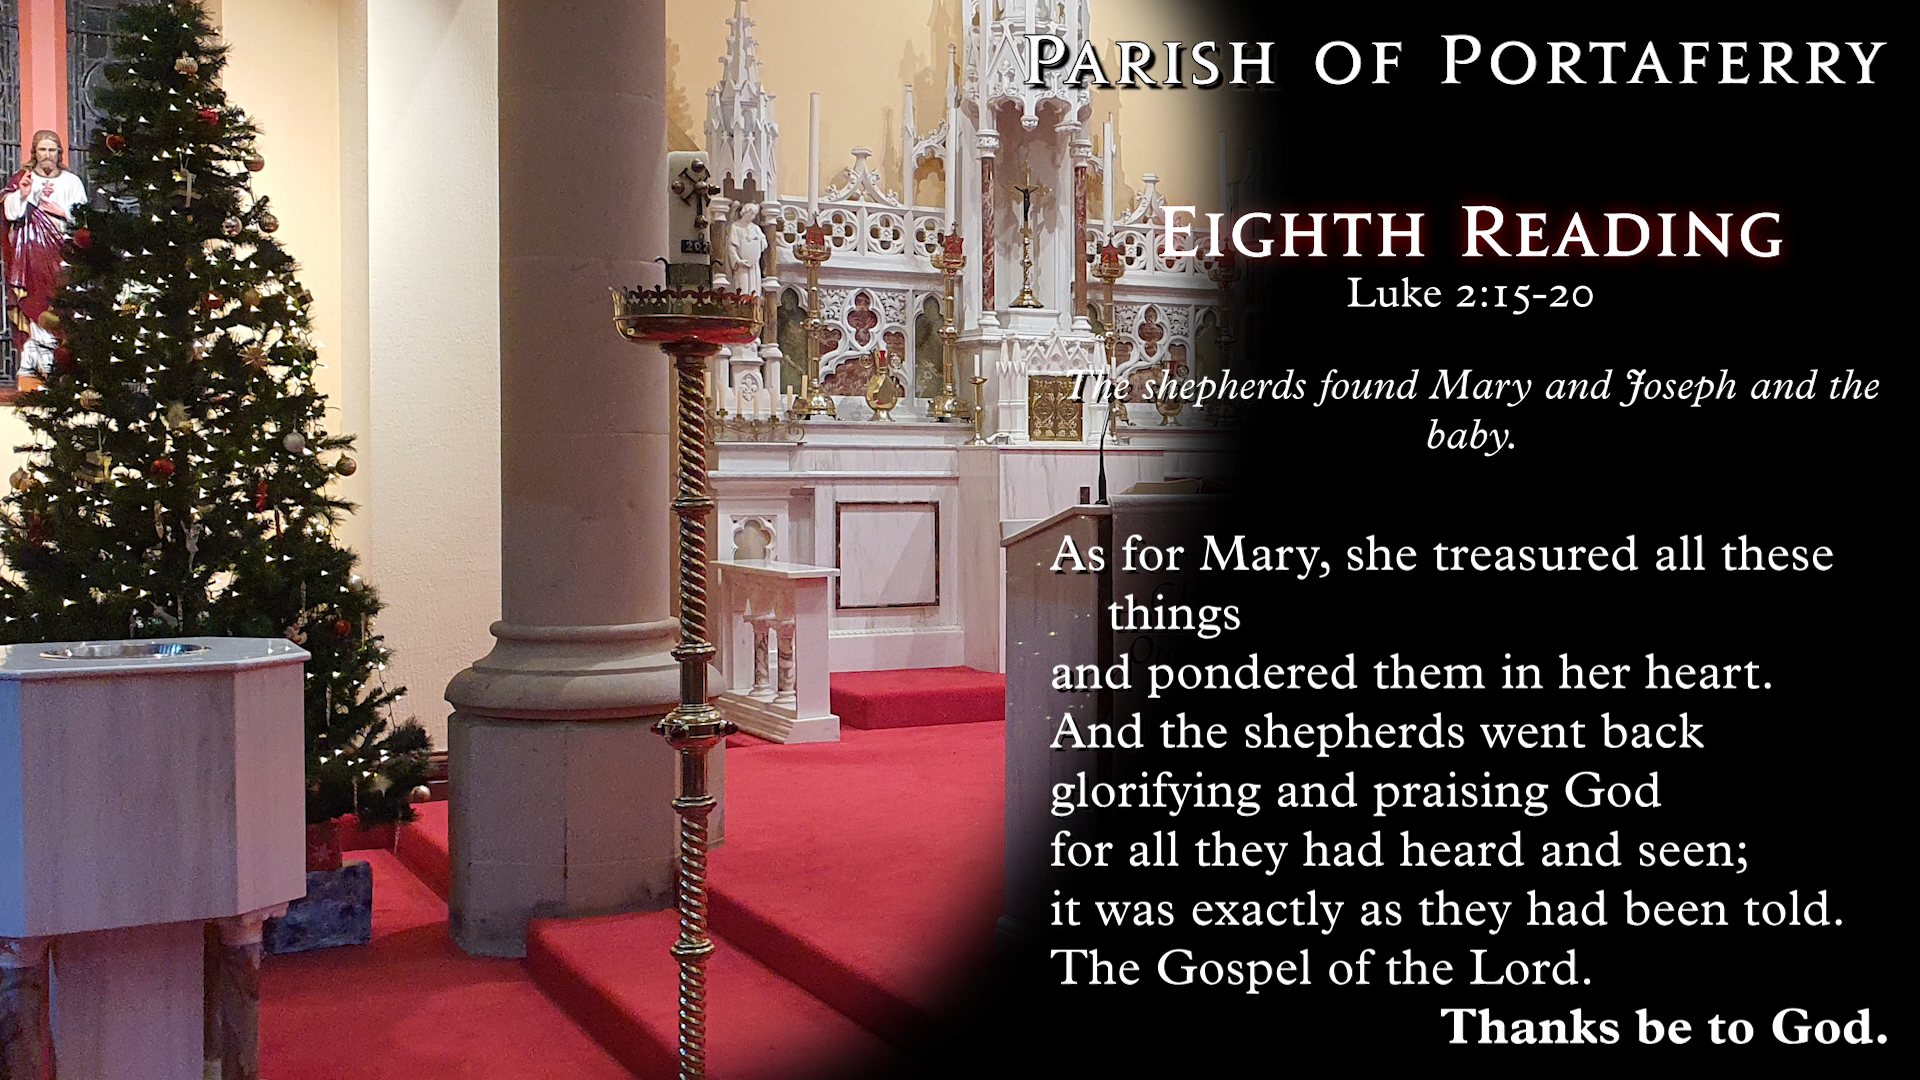 PARISH OF PORTAFERRY
EIGHTH READING
Luke 2:15-20
The shepherds found Mary and Joseph and the
baby.
As for Mary, she treasured all these
things
and pondered them in her heart.
And the shepherds went back
glorifying and praising God
for all they had heard and seen;
it was exactly as they had been told.
The Gospel of the Lord.
Thanks be to God.